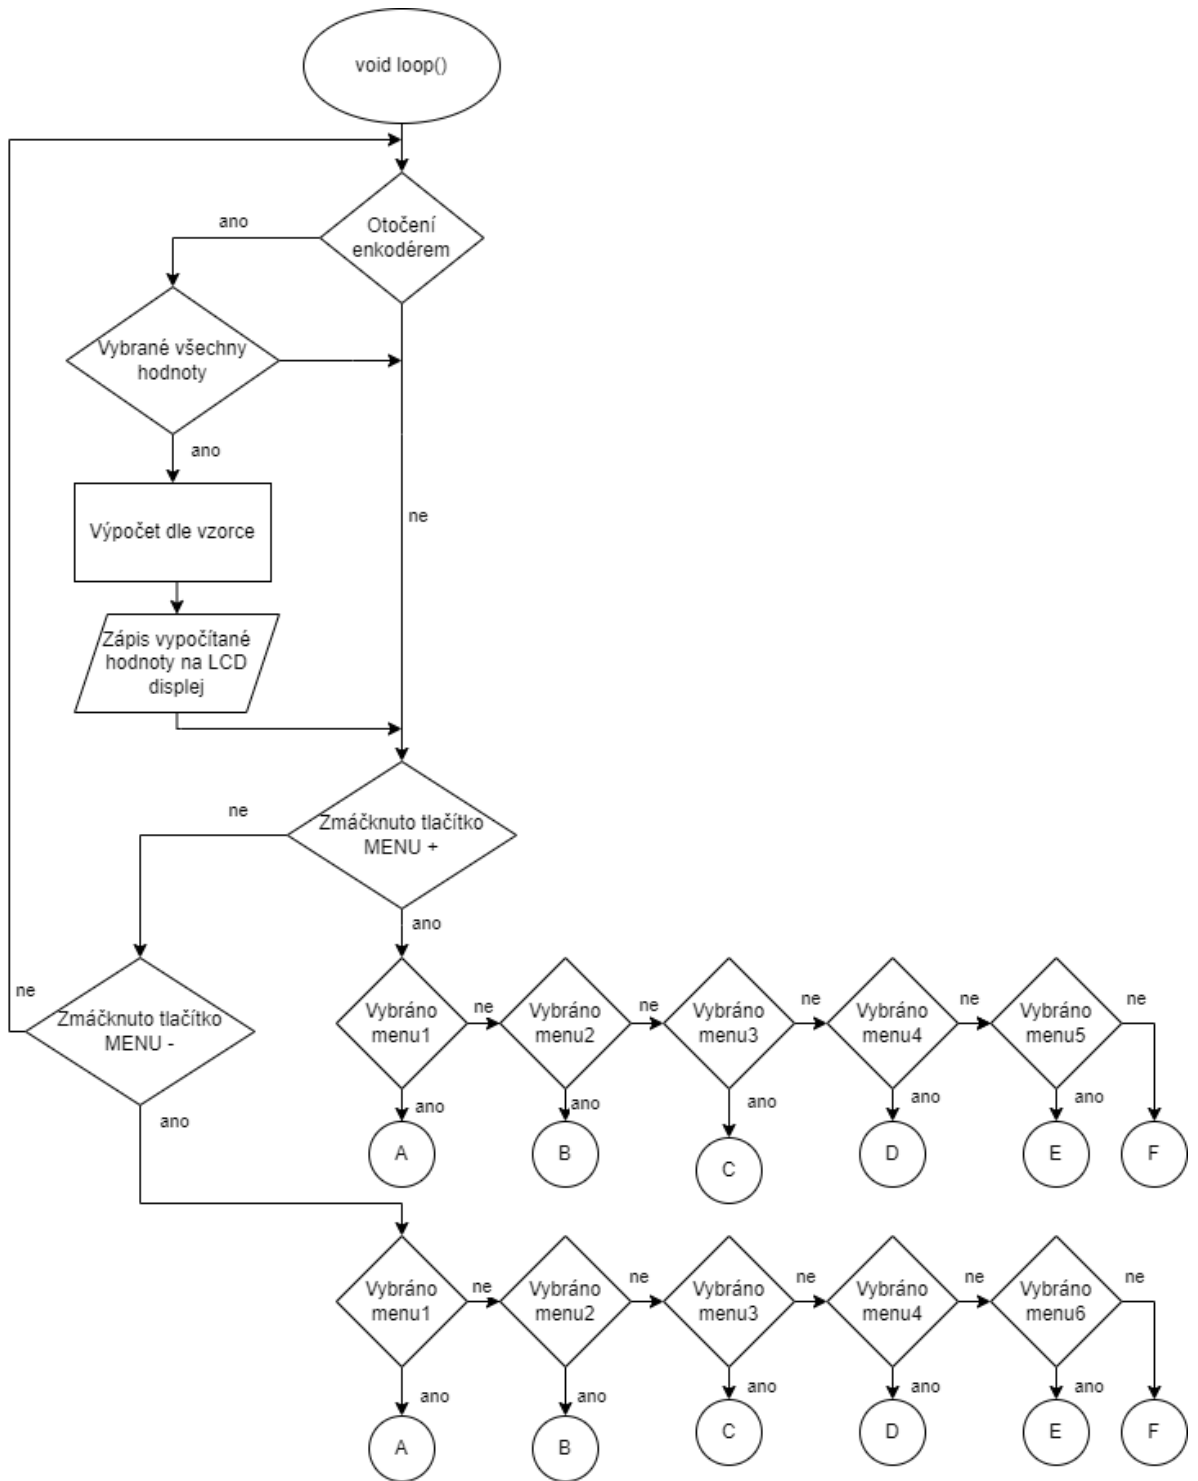 void loop()
ano
Otočení
enkodérem
Vybrané všechny
hodnoty
ano
Výpočet dle vzorce
ne
Zápis vypočítané
hodnoty na LCD
displej
ne
Zmáčknuto tlačítko
MENU +
ano
ne
Zmáčknuto tlačítko
MENU -
ano
Vybráno
menu1
ne
Vybráno
menu2
ne
Vybráno
menu3
ne
Vybráno
menu4
ne
Vybráno
menu5
ne
ano
ano
ano
ano
ano
A
B
C
D
E
F
Vybráno
menu1
ne
Vybráno
menu2
ne
Vybráno
menu3
ne
Vybráno
menu4
ne
Vybráno
menu6
ne
ano
ano
ano
ano
ano
A
B
C
D
E
F